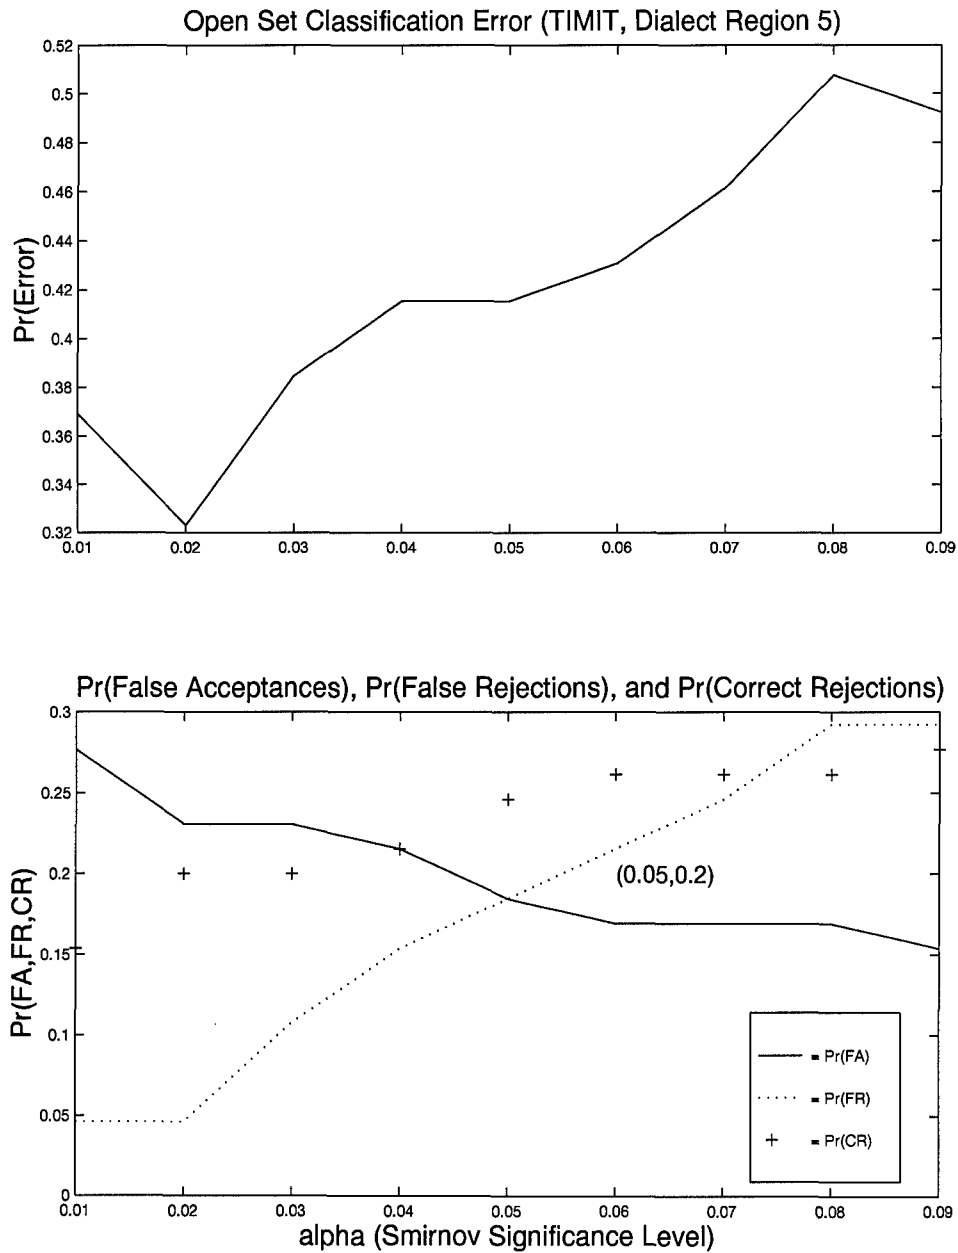 Open Set Classification Error (TIMIT, Dialect Region 5)
0.52
0.5
0.48
0.46
0.44
0.42
0.4
0.38
0.36
0.34
0.32
Pr(Error)
0.01 0.02 0.03 0.04 0.05 0.06 0.07 0.08 0.09
Pr(False Acceptances), Pr(False Rejections), and Pr(Correct Rejections)
0.3
0.25
0.2
0.15
0.1
0.05
0
Pr(FA,FR,CR)
(0.05,0.2)
= Pr(FA)
= Pr(FR)
+ = Pr(CR)
0.01 0.02 0.03 0.04 0.05 0.06 0.07 0.08 0.09
alpha (Smirnov Significance Level)